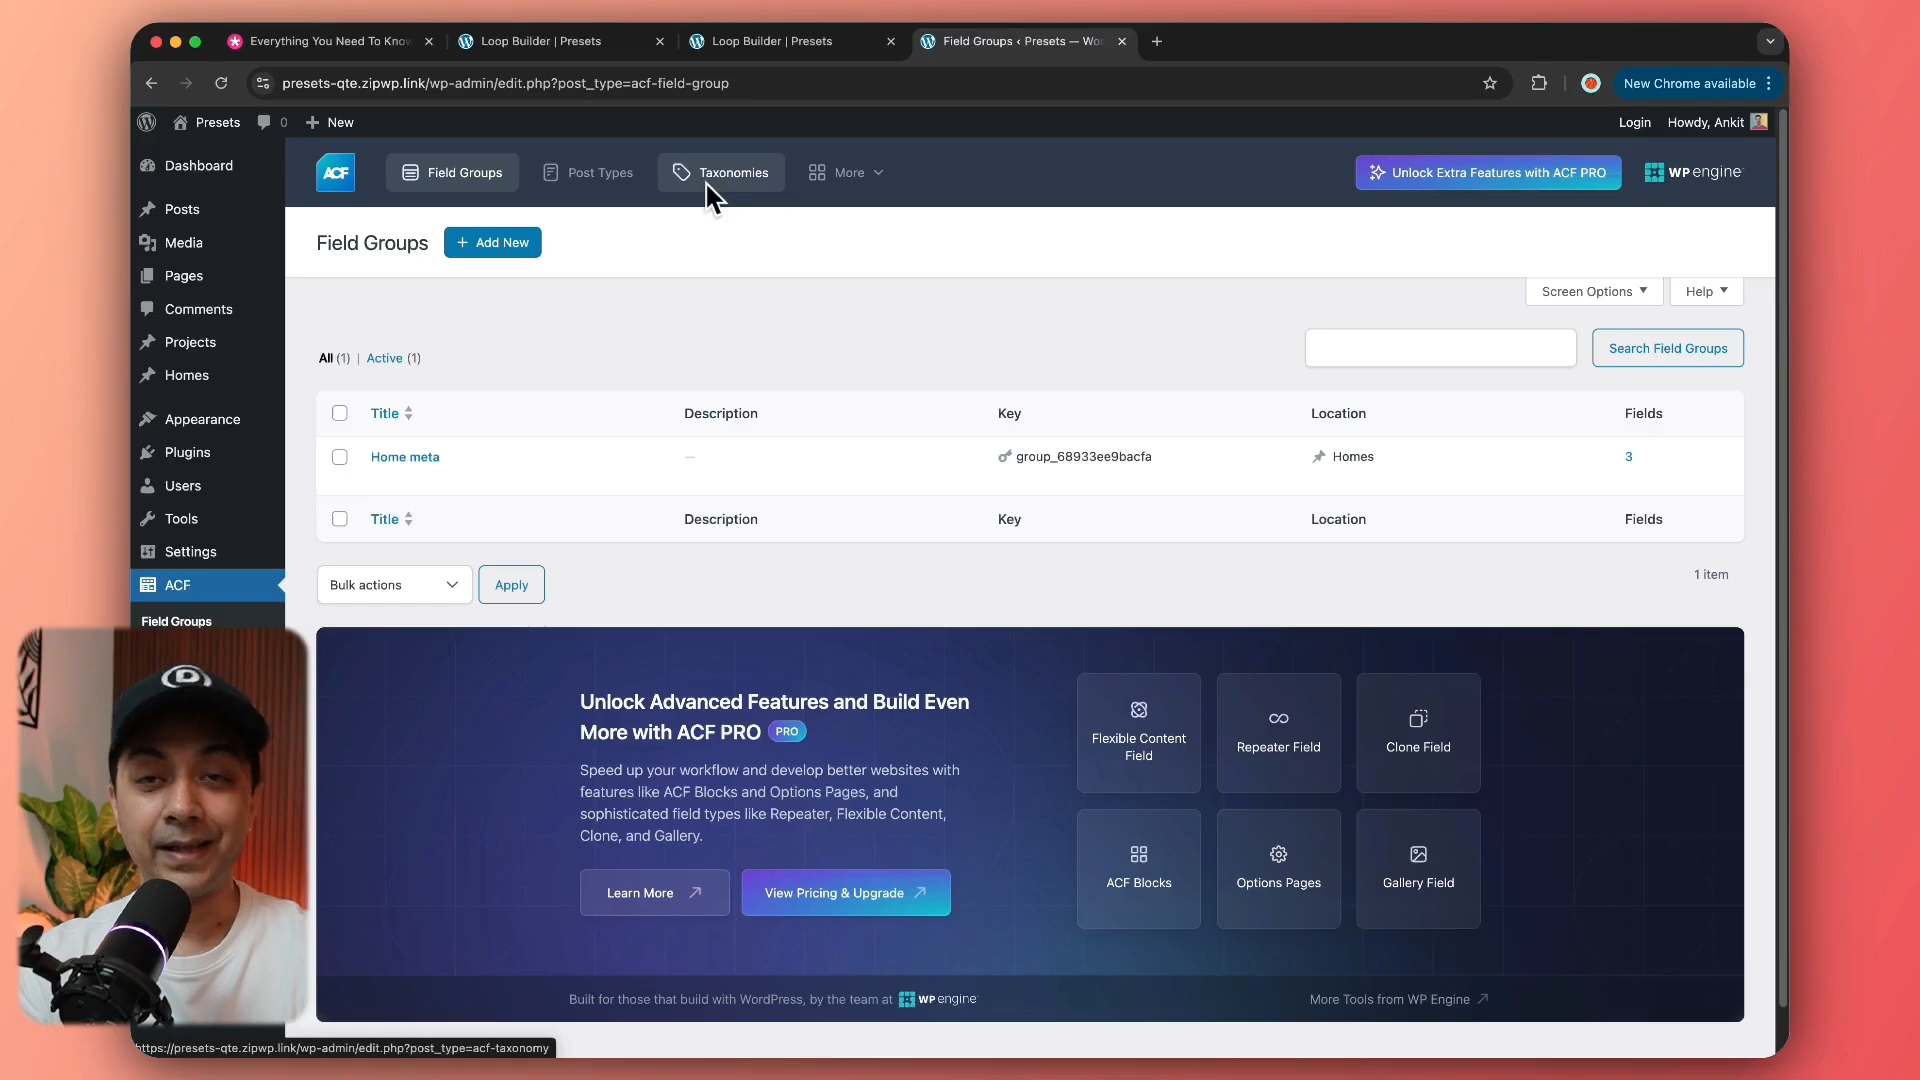 Everything You Need To Know
Loop Builder | Presets
Loop Builder | Presets
Field Groups ‹ Presets — Wor
presets-qte.zipwp.link/wp-admin/edit.php?post_type=acf-field-group
New Chrome available
Presets
0
New
Login
Howdy, Ankit
Dashboard
Posts
Media
Pages
Comments
Projects
Homes
Appearance
Plugins
Users
Tools
Settings
ACF
Field Groups
ACF
Field Groups
Post Types
Taxonomies
More
Unlock Extra Features with ACF PRO
WP engine
Field Groups
+ Add New
Screen Options
Help
All (1) | Active (1)
Search Field Groups
Title Description Key Location Fields
Home meta — group_68933ee9bacfa Homes 3
Title Description Key Location Fields
Bulk actions
Apply
1 item
Unlock Advanced Features and Build Even
More with ACF PRO PRO
Speed up your workflow and develop better websites with
features like ACF Blocks and Options Pages, and
sophisticated field types like Repeater, Flexible Content,
Clone, and Gallery.
Learn More
View Pricing & Upgrade
Flexible Content
Field
Repeater Field
Clone Field
ACF Blocks
Options Pages
Gallery Field
Built for those that build with WordPress, by the team at WP engine
More Tools from WP Engine
https://presets-qte.zipwp.link/wp-admin/edit.php?post_type=acf-taxonomy